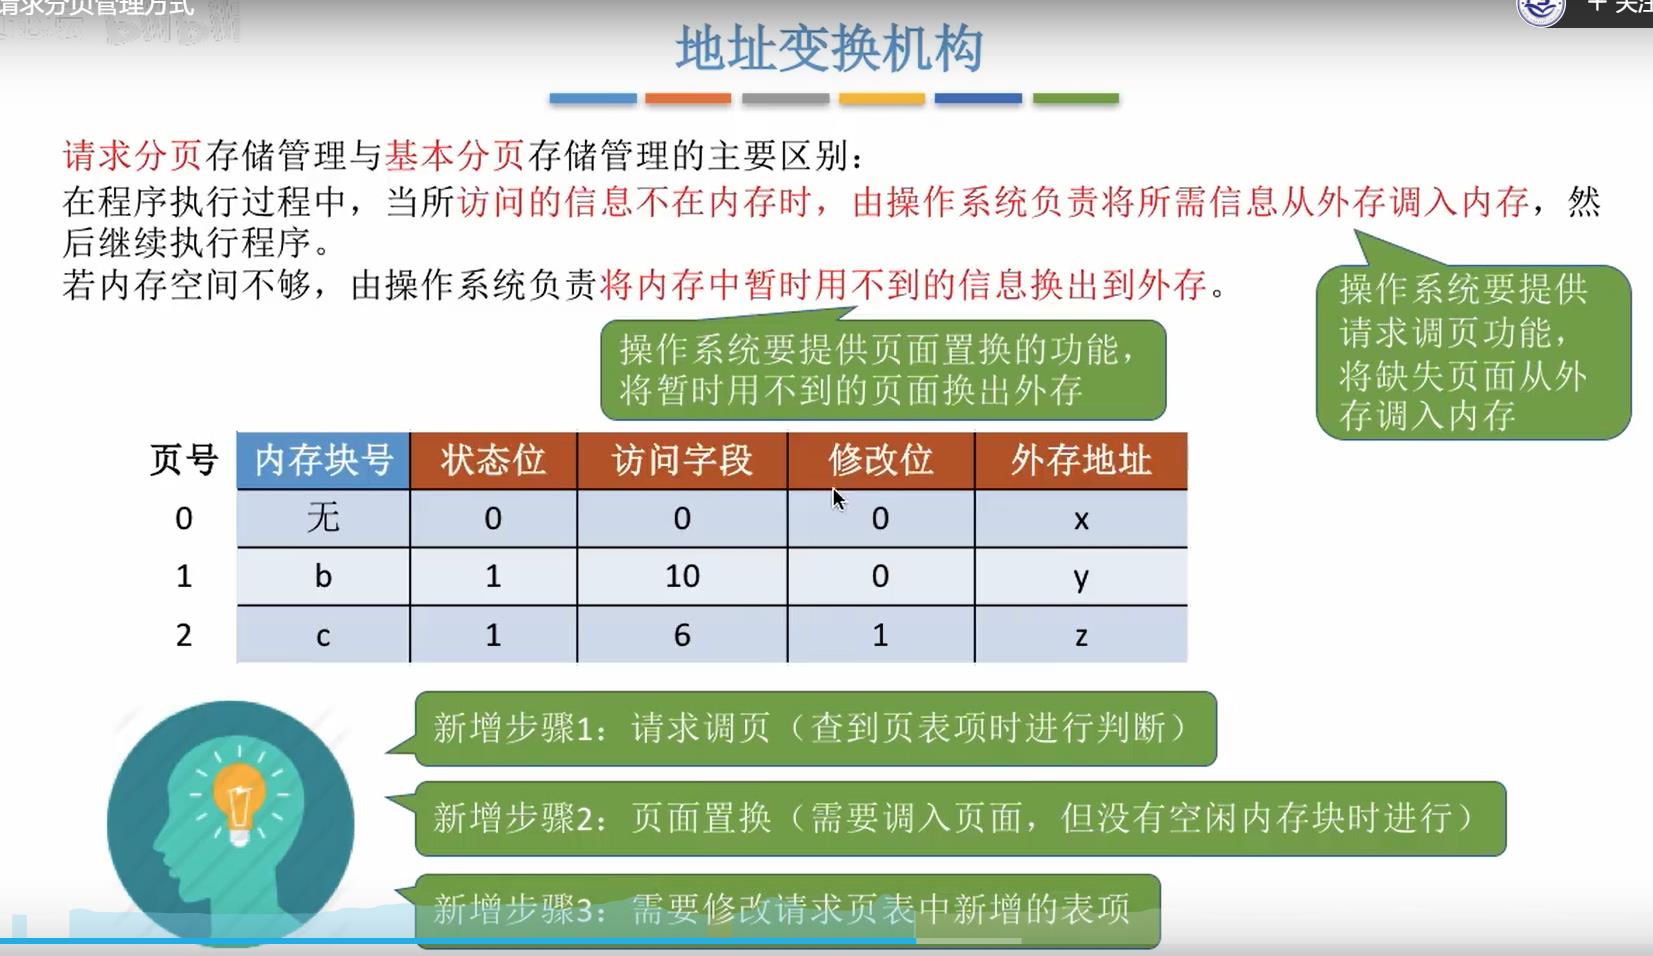 请求分页管理方式
+ 关注
地址变换机构
请求分页存储管理与基本分页存储管理的主要区别：
在程序执行过程中，当所访问的信息不在内存时，由操作系统负责将所需信息从外存调入内存，然
后继续执行程序。
若内存空间不够，由操作系统负责将内存中暂时用不到的信息换出到外存。
操作系统要提供
请求调页功能，
将缺失页面从外
存调入内存
操作系统要提供页面置换的功能，
将暂时用不到的页面换出外存
页号 内存块号 状态位 访问字段 修改位 外存地址
0 无 0 0 0 x
1 b 1 10 0 y
2 c 1 6 1 z
新增步骤1：请求调页（查到页表项时进行判断）
新增步骤2：页面置换（需要调入页面，但没有空闲内存块时进行）
新增步骤3：需要修改请求页表中新增的表项